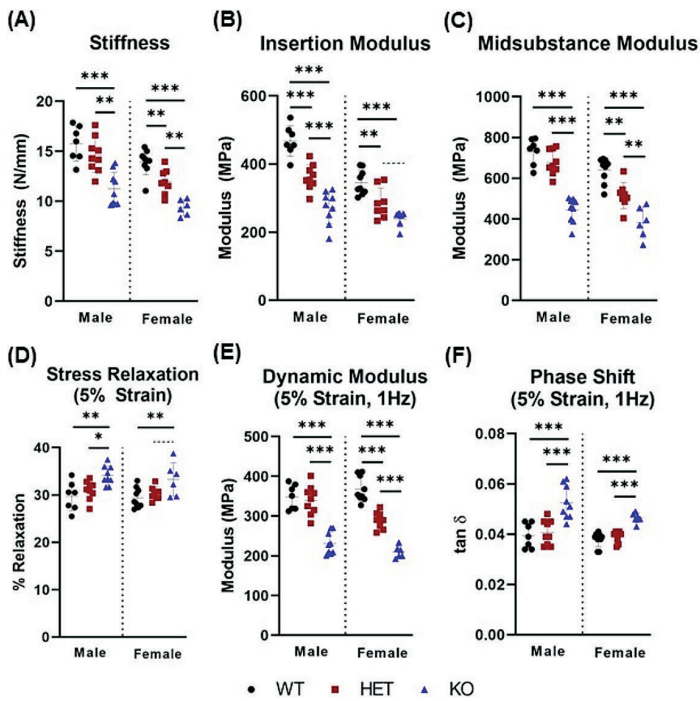 (A)
Stiffness
***
**
***
**
**
20
15
10
5
0
Stiffness (N/mm)
Male
Female
(B)
Insertion Modulus
***
***
***
***
**
600
400
200
0
Modulus (MPa)
Male
Female
(C)
Midsubstance Modulus
***
***
***
**
**
1000
800
600
400
200
0
Modulus (MPa)
Male
Female
(D)
Stress Relaxation
(5% Strain)
**
*
**
40
30
20
10
0
% Relaxation
Male
Female
(E)
Dynamic Modulus
(5% Strain, 1Hz)
***
***
***
***
***
500
400
300
200
100
0
Modulus (MPa)
Male
Female
(F)
Phase Shift
(5% Strain, 1Hz)
***
***
***
***
0.08
0.06
0.04
0.02
0.00
tan δ
Male
Female
WT
HET
KO